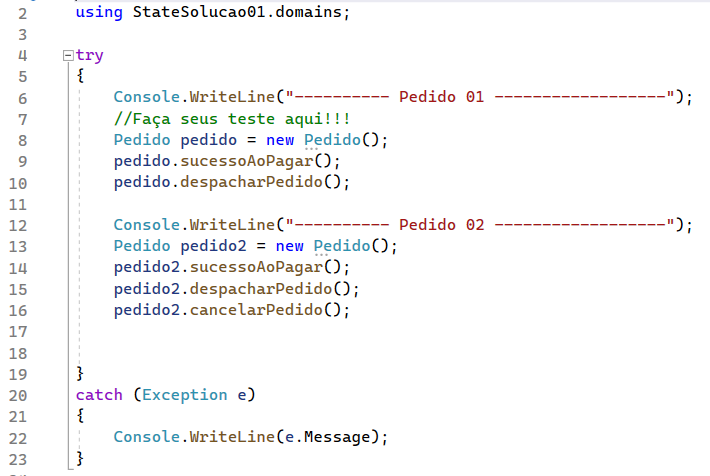 2 using StateSolucao01.domains;
3
4 try
5 {
6 Console.WriteLine("---------- Pedido 01 ------------------");
7 //Faça seus teste aqui!!!
8 Pedido pedido = new Pedido();
9 pedido.sucessoAoPagar();
10 pedido.despacharPedido();
11
12 Console.WriteLine("---------- Pedido 02 ------------------");
13 Pedido pedido2 = new Pedido();
14 pedido2.sucessoAoPagar();
15 pedido2.despacharPedido();
16 pedido2.cancelarPedido();
17
18
19 }
20 catch (Exception e)
21 {
22 Console.WriteLine(e.Message);
23 }